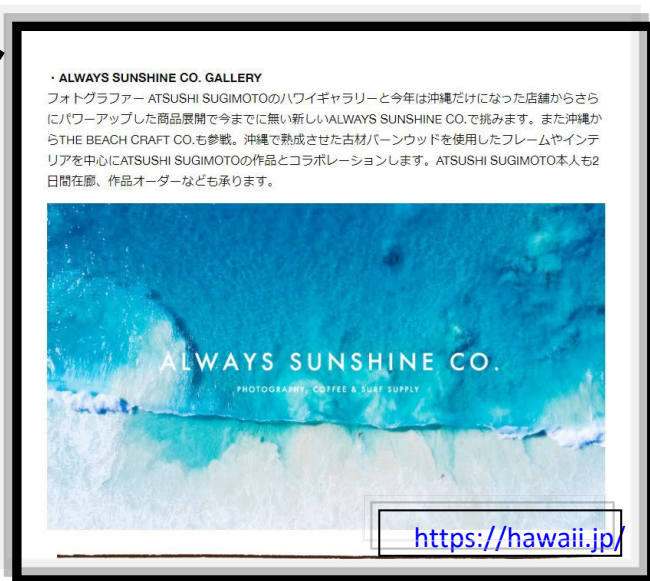 ・ALWAYS SUNSHINE CO. GALLERY
フォトグラファー ATSUSHI SUGIMOTOのハワイギャラリーと今年は沖縄だけになった店舗からさら
にパワーアップした商品展開で今までに無い新しいALWAYS SUNSHINE CO.で挑みます。また沖縄か
らTHE BEACH CRAFT CO.も参戦。沖縄で熟成させた古材バーンウッドを使用したフレームやインテ
リアを中心にATSUSHI SUGIMOTOの作品とコラボレーションします。ATSUSHI SUGIMOTO本人も2
日間在廊、作品オーダーなども承ります。
ALWAYS SUNSHINE CO.
PHOTOGRAPHY, COFFEE & SURF SUPPLY
https://hawaii.jp/